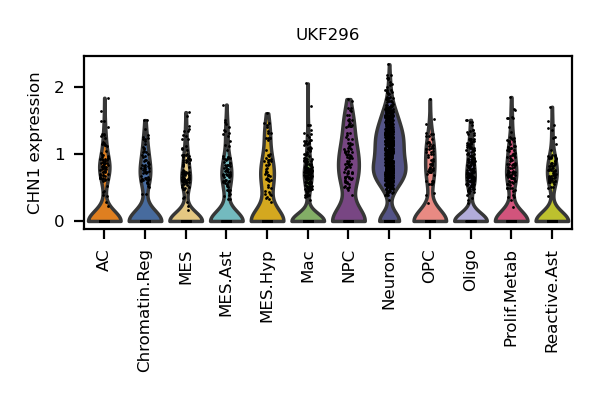 UKF296
CHN1 expression
2
1
0
AC
Chromatin.Reg
MES
MES.Ast
MES.Hyp
Mac
NPC
Neuron
OPC
Oligo
Prolif.Metab
Reactive.Ast